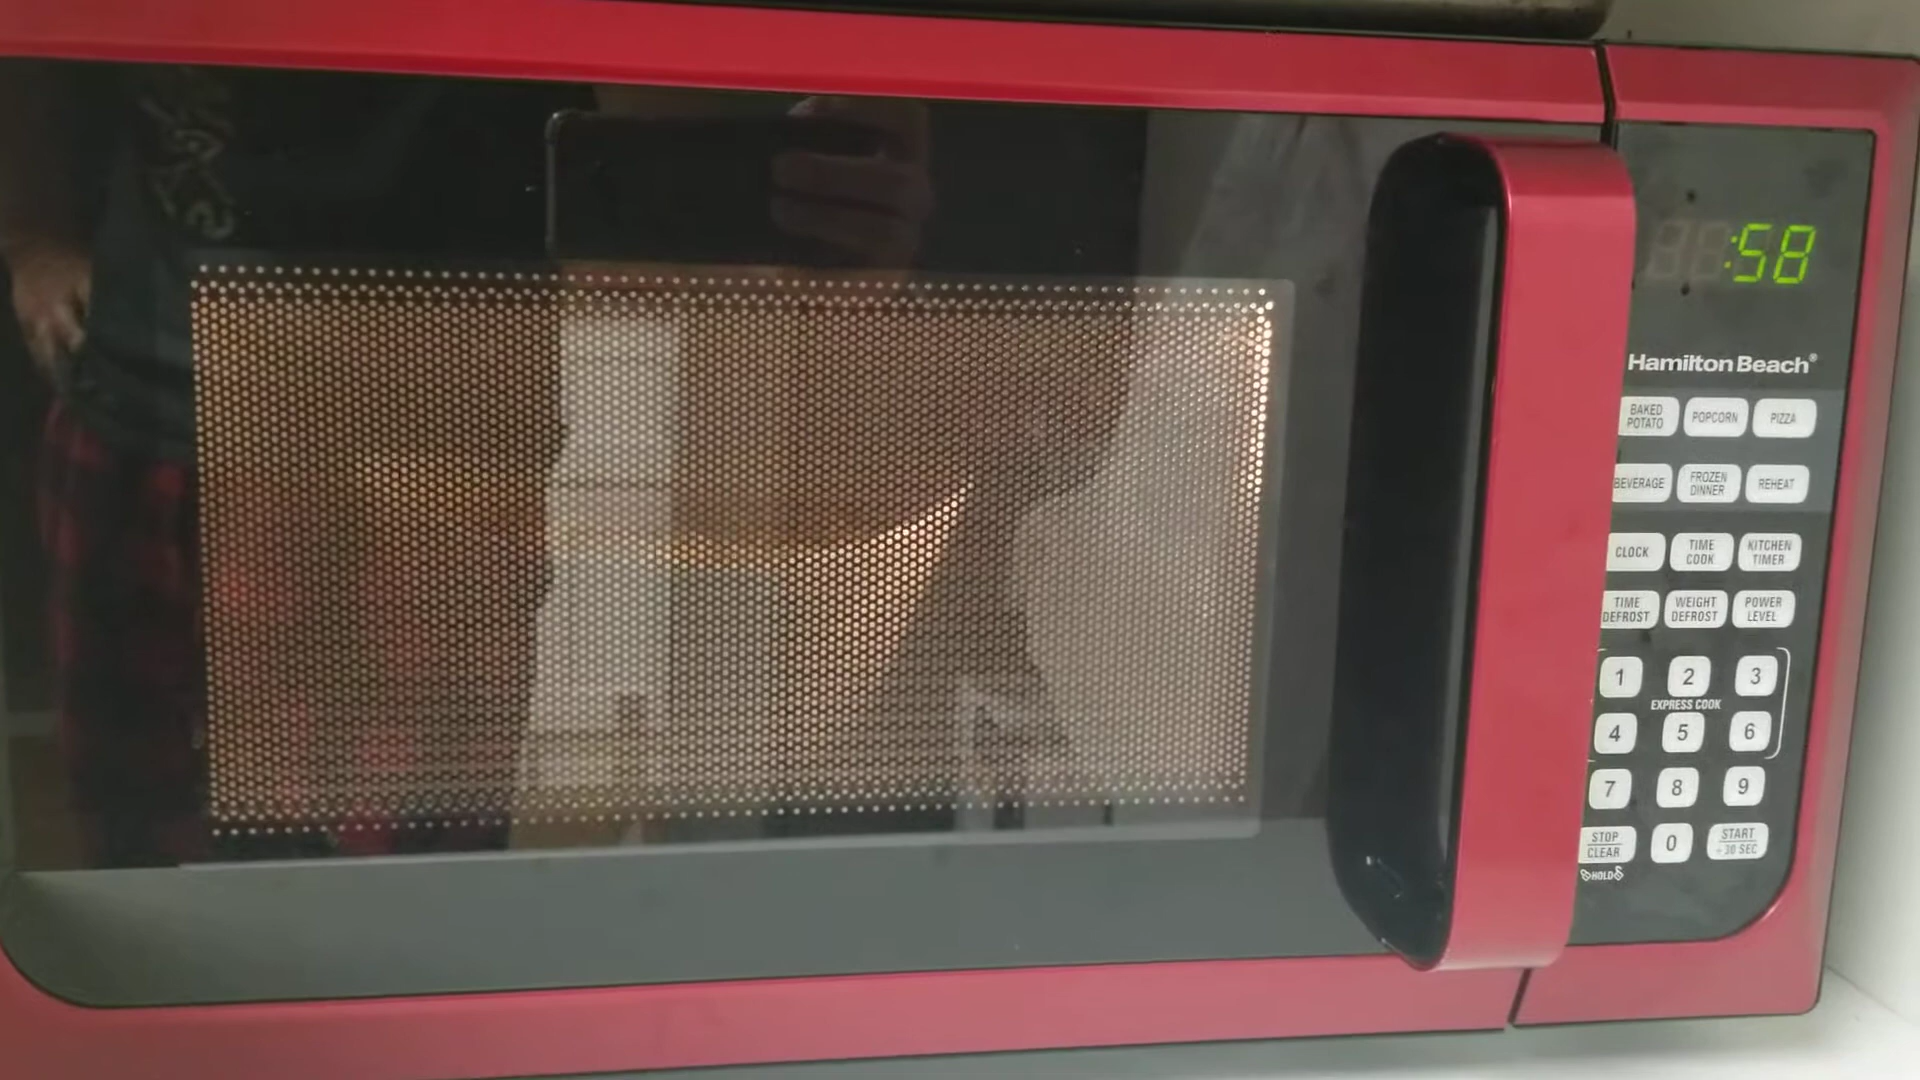 :58
Hamilton Beach®
BAKED POTATO
POPCORN
PIZZA
BEVERAGE
FROZEN DINNER
REHEAT
CLOCK
TIME COOK
KITCHEN TIMER
TIME DEFROST
WEIGHT DEFROST
POWER LEVEL
1 2 3
EXPRESS COOK
4 5 6
7 8 9
STOP
CLEAR
0
START
+30 SEC
HOLD